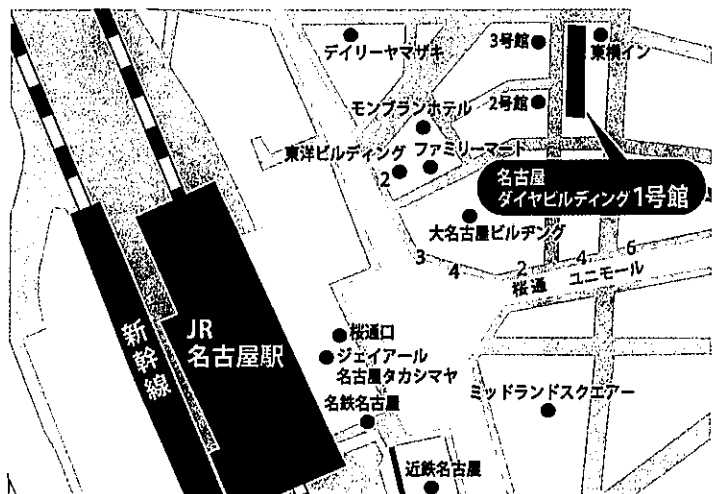 デイリーヤマザキ
3号館
東横イン
2号館
モンブランホテル
東洋ビルディング
ファミリーマート
2
名古屋
ダイヤビルディング1号館
大名古屋ビルヂング
3
4
2
4
6
桜通
ユニモール
新幹線
JR
名古屋駅
桜通口
ジェイアール
名古屋タカシマヤ
名鉄名古屋
ミッドランドスクエアー
近鉄名古屋